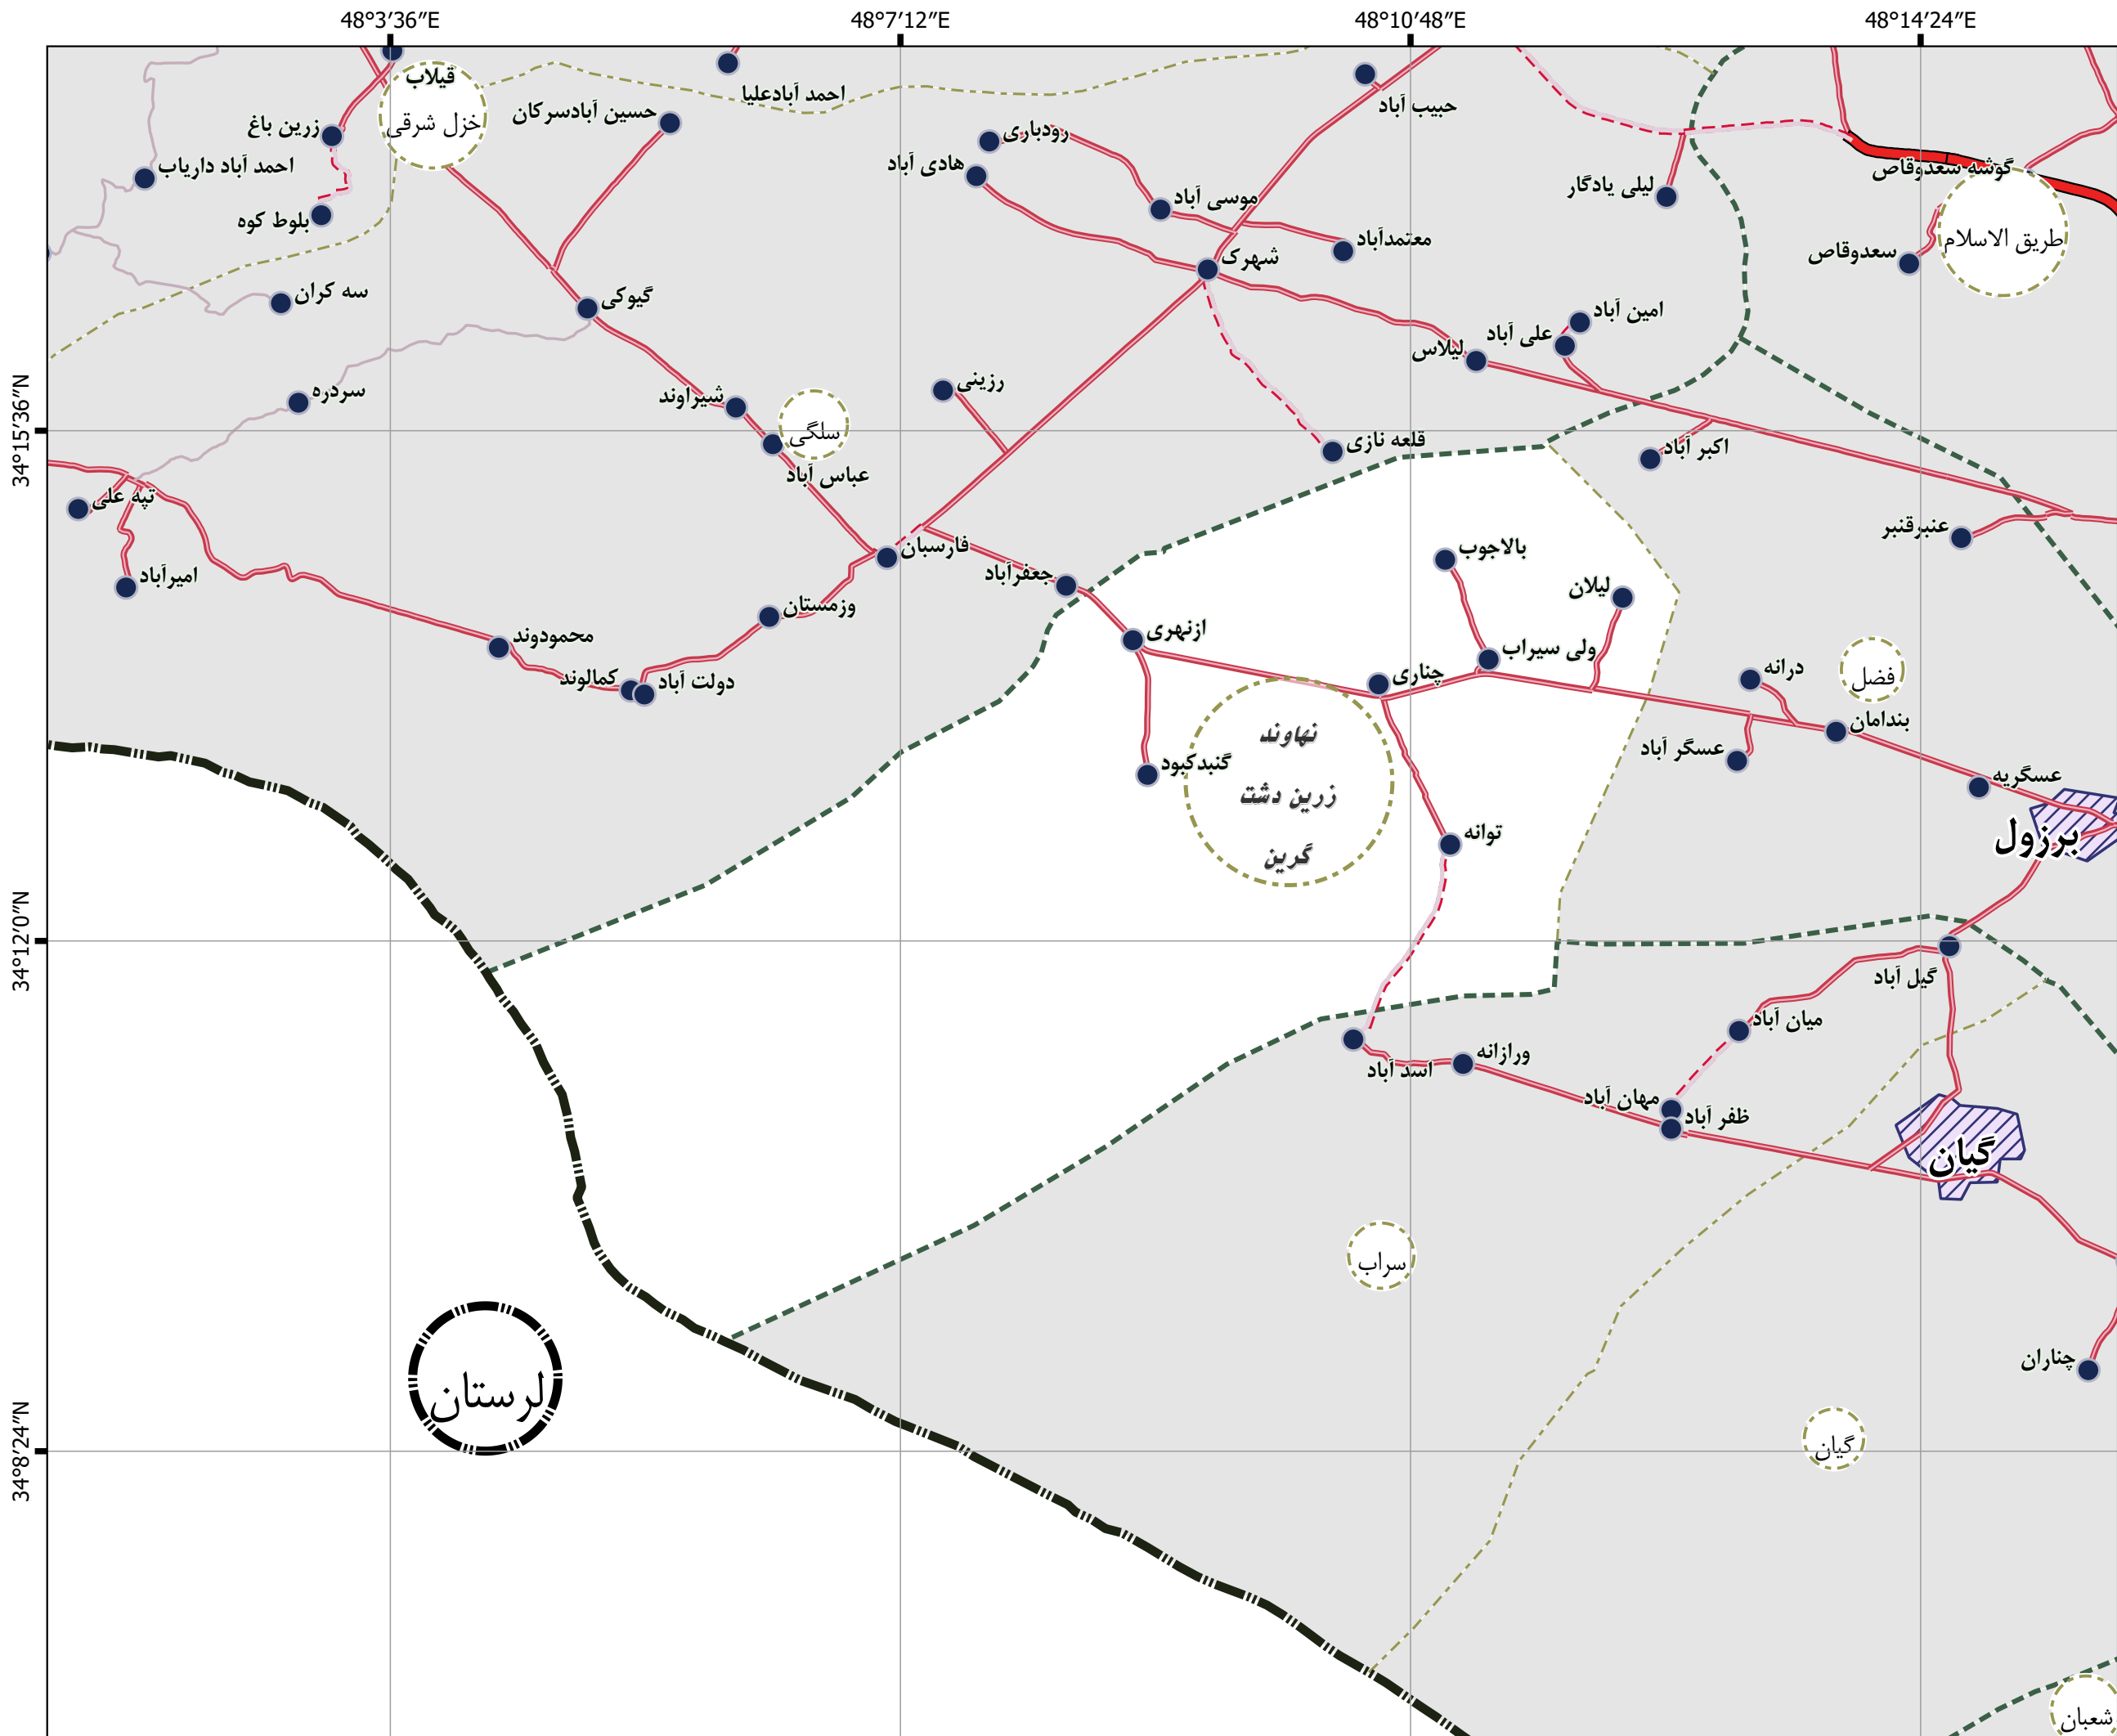 48°3’36”E
48°7’12”E
48°10’48”E
48°14’24”E
34°15’36”N
34°12’0”N
34°8’24”N
قیلاب
خزل شرقی
احمد آبادعلیا
حسین آبادسرکان
زرین باغ
احمد آباد داریاب
بلوط کوه
سه کران
سردره
گیوکی
شیراوند
سلگی
عباس آباد
حبیب آباد
رودباری
هادی آباد
موسی آباد
معتمدآباد
شهرک
لیلی یادگار
گوشه سعدوقاص
طریق الاسلام
سعدوقاص
امین آباد
علی آباد
لیلاس
رزینی
قلعه نازی
اکبر آباد
عنبرقنبر
تپه علی
امیرآباد
فارسبان
جعفرآباد
وزمستان
محمودوند
کمالوند
دولت آباد
ازنهری
بالاجوب
لیلان
ولی سیراب
چناری
گنبدکبود
نهاوند
زرین دشت
گرین
توانه
درانه
فضل
بندامان
عسگر آباد
عسگریه
برزول
گیل آباد
میان آباد
اسد آباد
ورازانه
مهان آباد
ظفر آباد
گیان
سراب
لرستان
چناران
گیان
شعبان